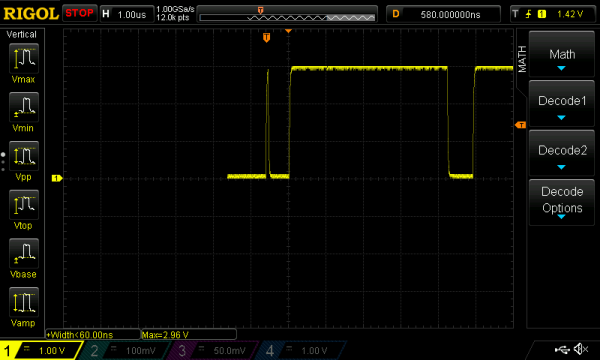 RIGOL STOP H 1.00us 1.00GSa/s 12.0k pts T D 580.000000ns T 1 1.42 V
Vertical
Vmax
Vmin
Vpp
Vtop
Vbase
Vamp
T
1
T
MATH
Math
Decode1
Decode2
Decode
Options
+Width<60.00ns Max=2.96 V
1 1.00 V 2 100mV 3 50.0mV 4 1.00 V